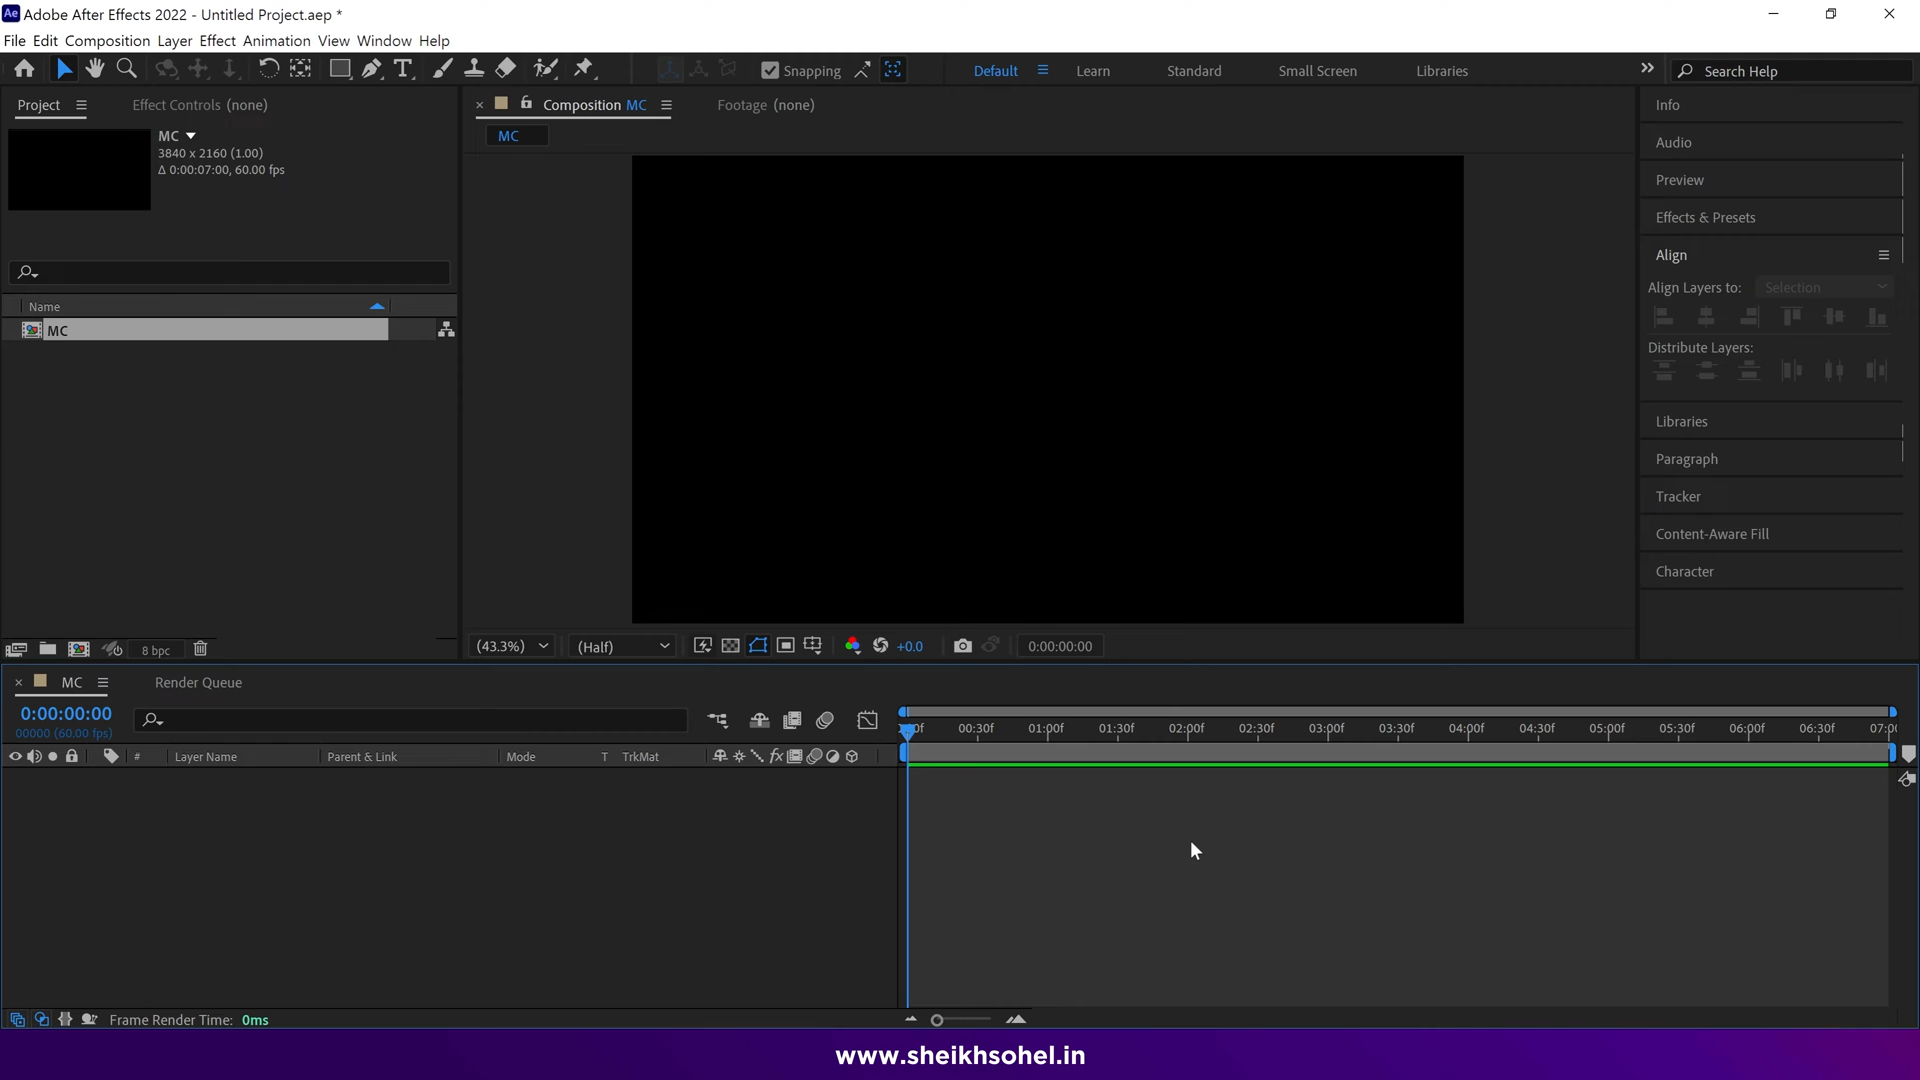 Ae Adobe After Effects 2022 - Untitled Project.aep *
File Edit Composition Layer Effect Animation View Window Help
Snapping Default Learn Standard Small Screen Libraries Search Help
Project Effect Controls (none)
MC
3840 x 2160 (1.00)
Δ 0:00:07:00, 60.00 fps
Name
MC
8 bpc
Composition MC Footage (none)
MC
(43.3%) (Half) +0.0 0:00:00:00
Info
Audio
Preview
Effects & Presets
Align
Align Layers to: Selection
Distribute Layers:
Libraries
Paragraph
Tracker
Content-Aware Fill
Character
MC Render Queue
0:00:00:00
00000 (60.00 fps)
00f 00:30f 01:00f 01:30f 02:00f 02:30f 03:00f 03:30f 04:00f 04:30f 05:00f 05:30f 06:00f 06:30f 07:00
# Layer Name Parent & Link Mode T TrkMat fx
Frame Render Time: 0ms
www.sheikhsohel.in